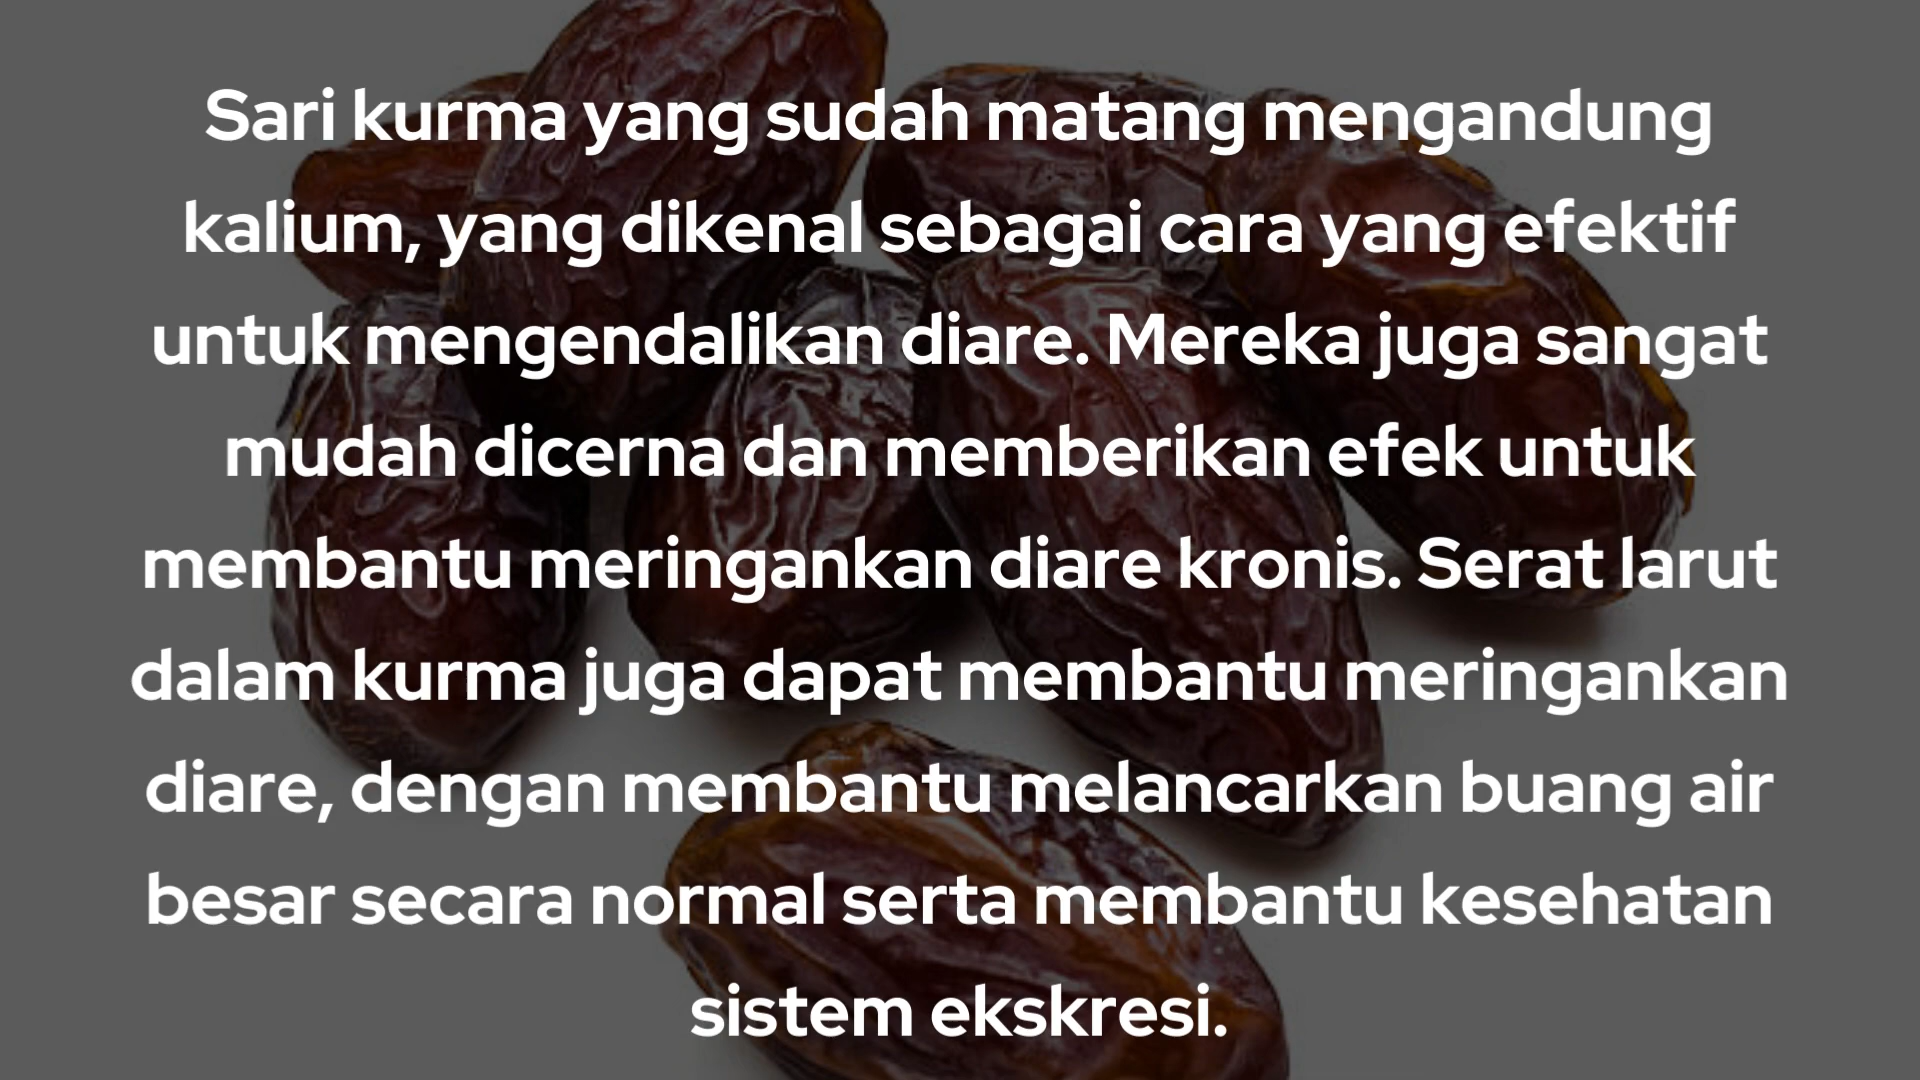 Sari kurma yang sudah matang mengandung
kalium, yang dikenal sebagai cara yang efektif
untuk mengendalikan diare. Mereka juga sangat
mudah dicerna dan memberikan efek untuk
membantu meringankan diare kronis. Serat larut
dalam kurma juga dapat membantu meringankan
diare, dengan membantu melancarkan buang air
besar secara normal serta membantu kesehatan
sistem ekskresi.